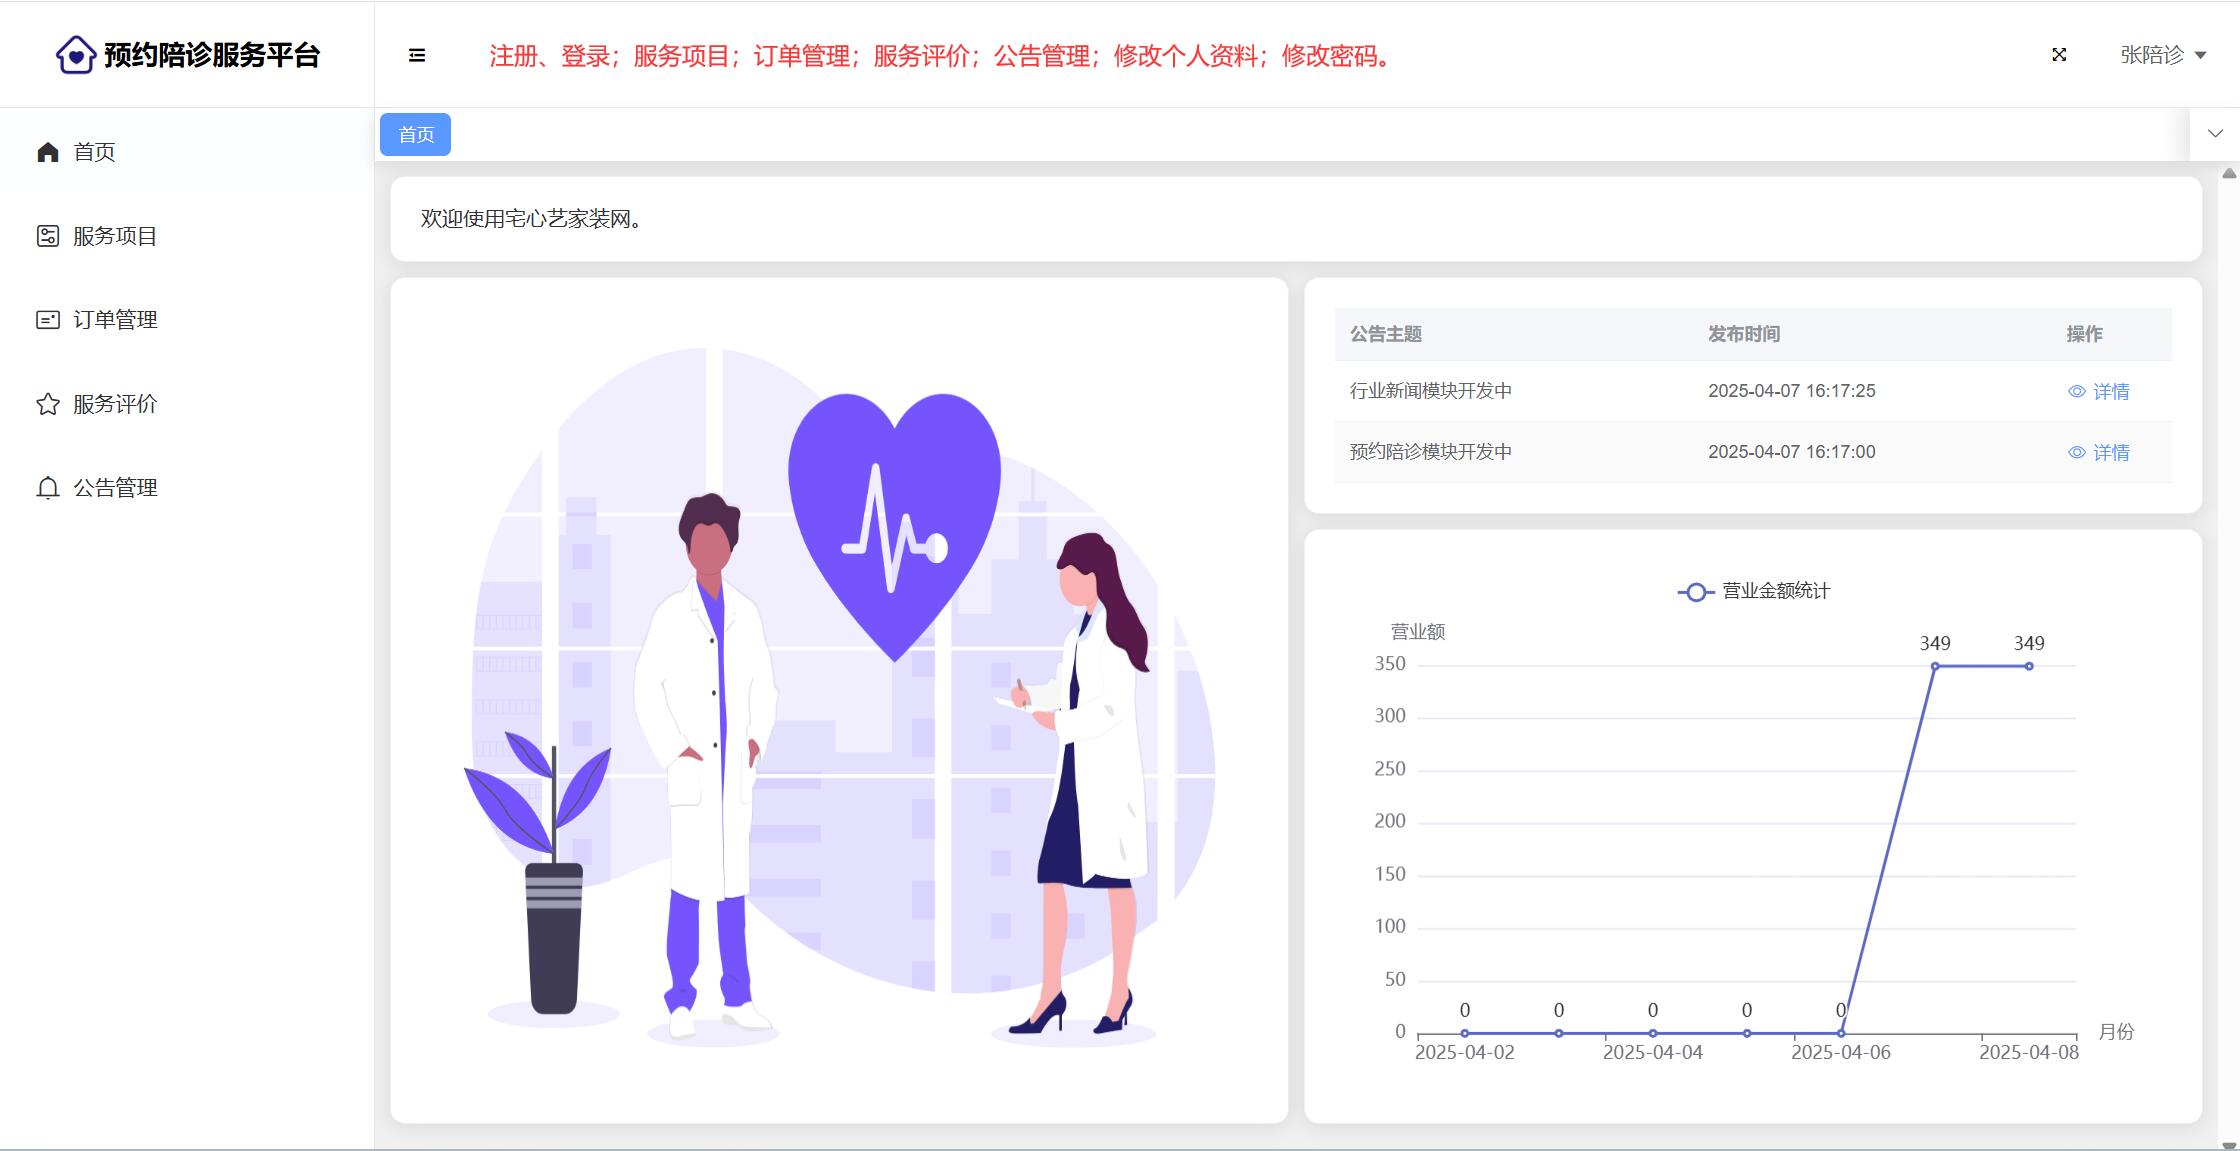 预约陪诊服务平台
注册、登录；服务项目；订单管理；服务评价；公告管理；修改个人资料；修改密码。
张陪诊
首页
服务项目
订单管理
服务评价
公告管理
首页
欢迎使用宅心艺家装网。
公告主题 发布时间 操作
行业新闻模块开发中 2025-04-07 16:17:25 详情
预约陪诊模块开发中 2025-04-07 16:17:00 详情
营业金额统计
营业额
349 349
350
300
250
200
150
100
50
0 0 0 0 0
0
月份
2025-04-02 2025-04-04 2025-04-06 2025-04-08